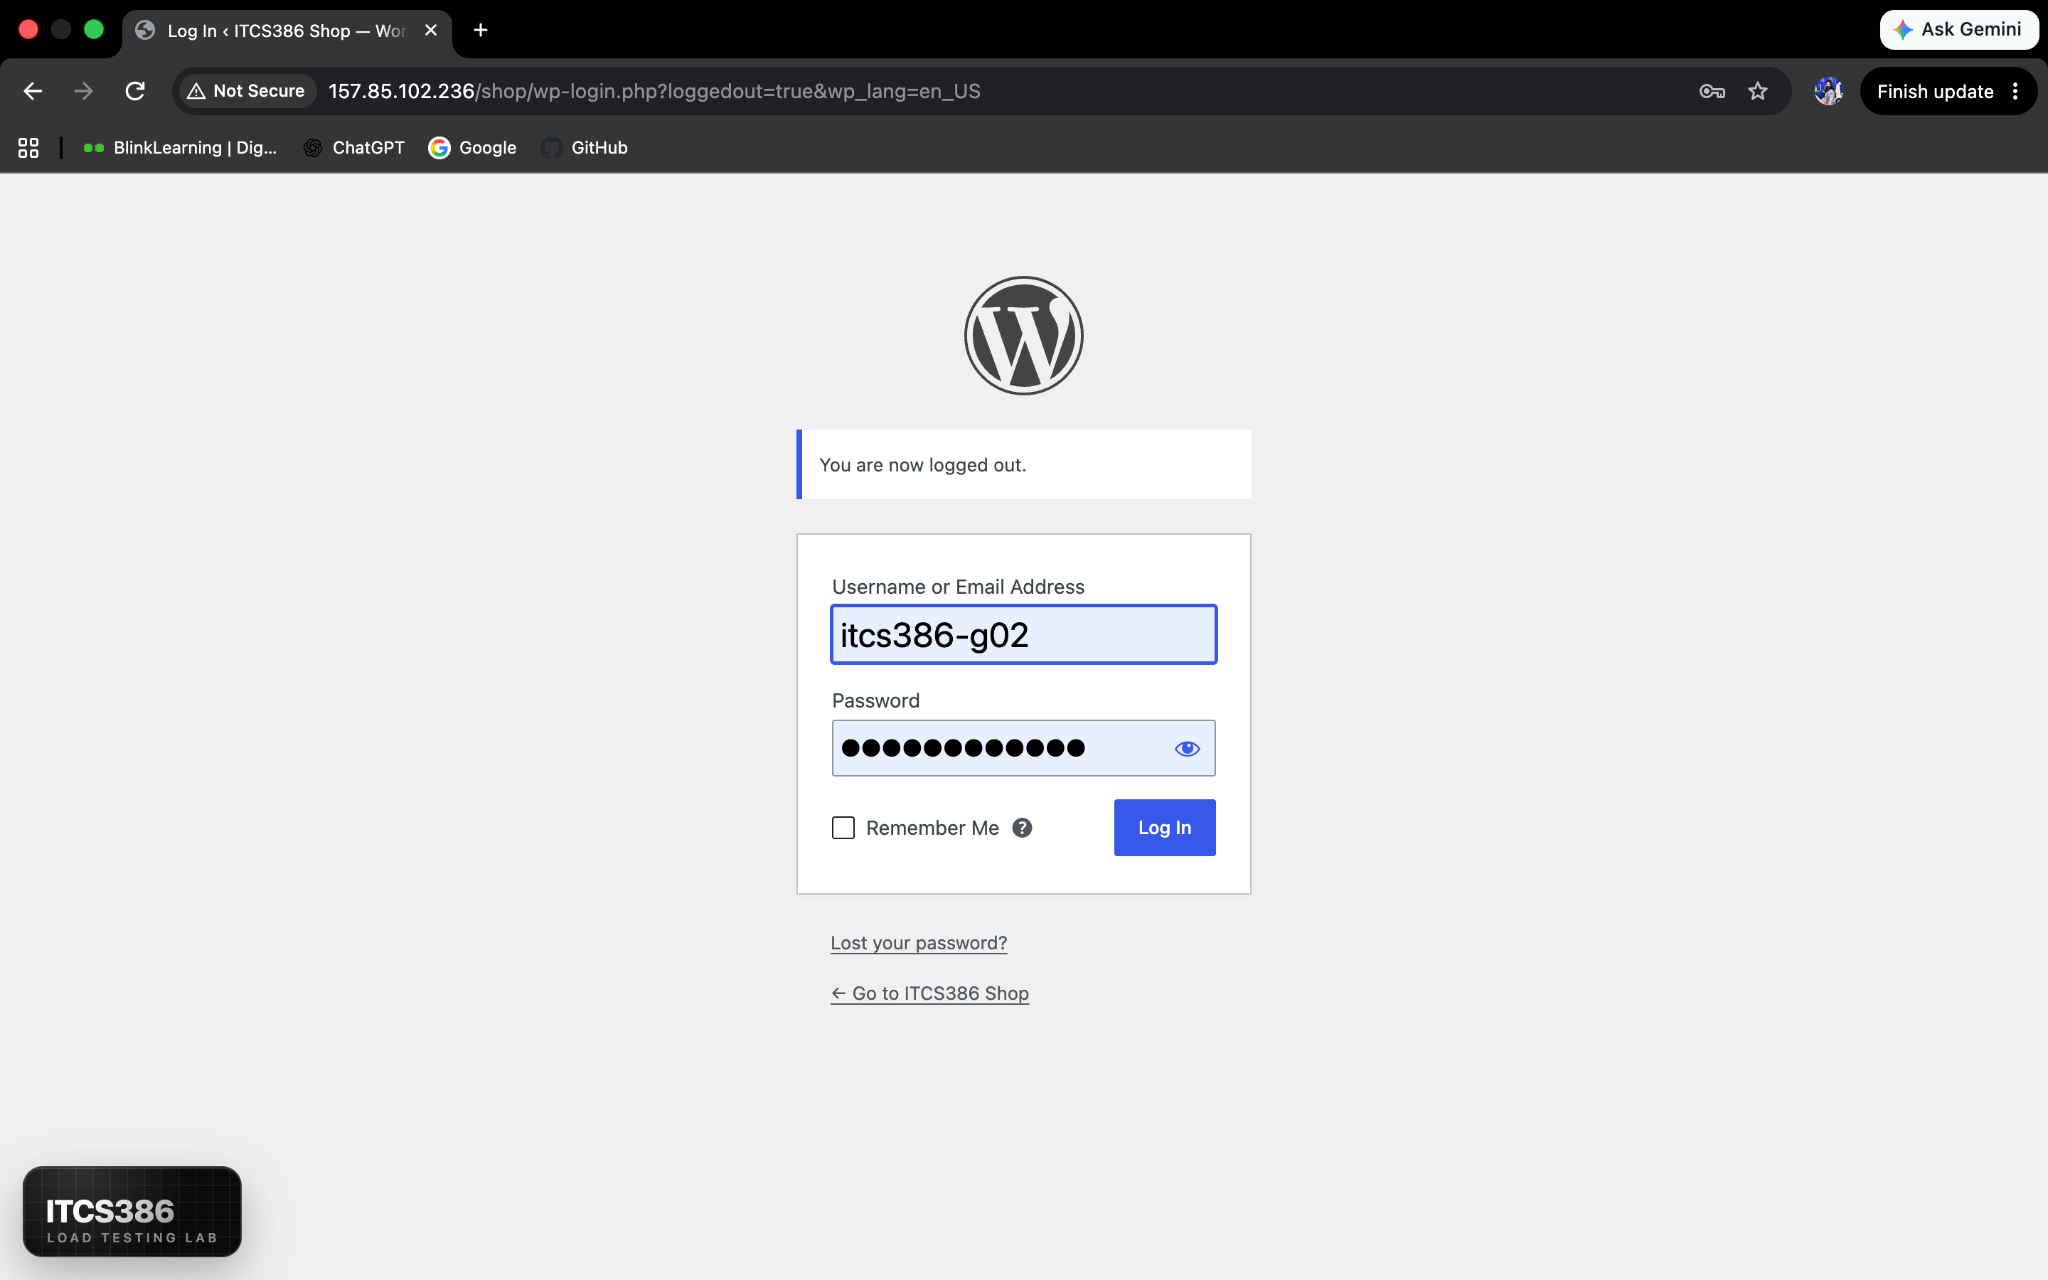 Log In ‹ ITCS386 Shop — Wor
Ask Gemini
Not Secure
157.85.102.236/shop/wp-login.php?loggedout=true&wp_lang=en_US
Finish update
BlinkLearning | Dig...
ChatGPT
Google
GitHub
You are now logged out.
Username or Email Address
itcs386-g02
Password
●●●●●●●●●●●●
Remember Me
Log In
Lost your password?
← Go to ITCS386 Shop
ITCS386
LOAD TESTING LAB